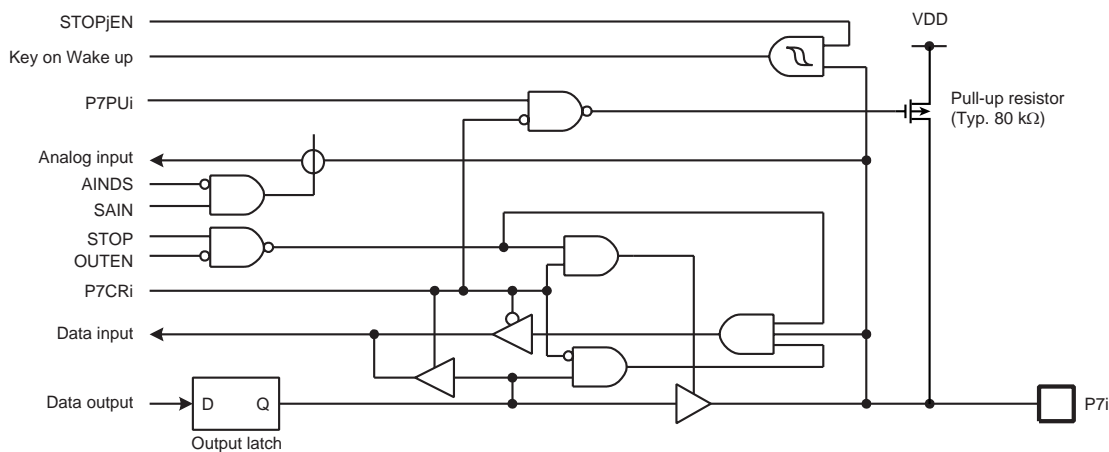 STOPjEN
VDD
Key on Wake up
P7PUi
Pull-up resistor
(Typ. 80 kΩ)
Analog input
AINDS
SAIN
STOP
OUTEN
P7CRi
Data input
Data output
D Q
P7i
Output latch